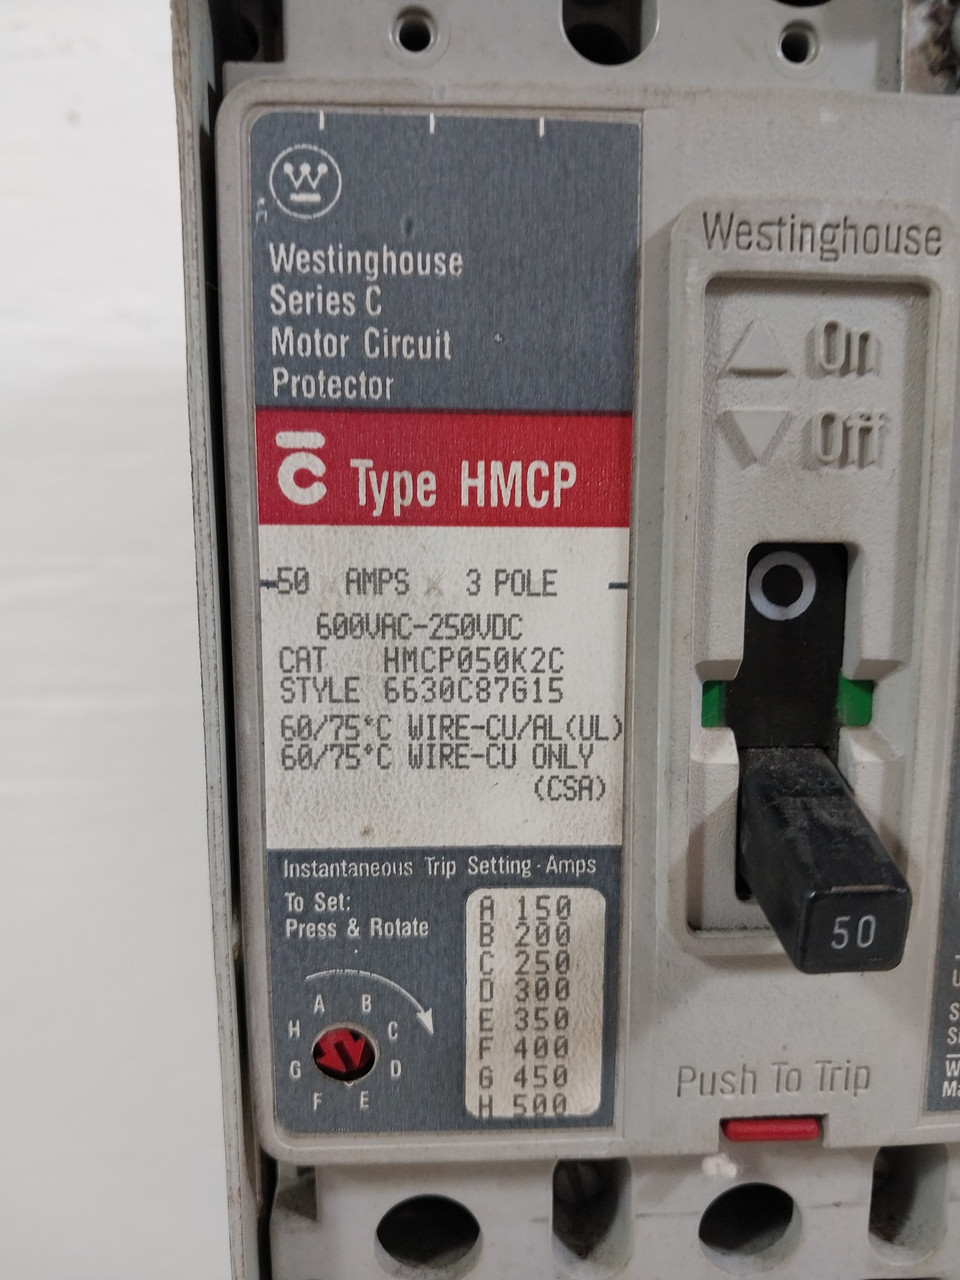 W
Westinghouse
Series C
Motor Circuit
Protector
C Type HMCP
50 AMPS 3 POLE
600VAC-250VDC
CAT HMCP050K2C
STYLE 6630C87G15
60/75°C WIRE-CU/AL(UL)
60/75°C WIRE-CU ONLY
(CSA)
Instantaneous Trip Setting - Amps
To Set:
Press & Rotate
A 150
B 200
C 250
D 300
E 350
F 400
G 450
H 500
A B
H C
G D
F E
Westinghouse
On
Off
O
50
Push To Trip